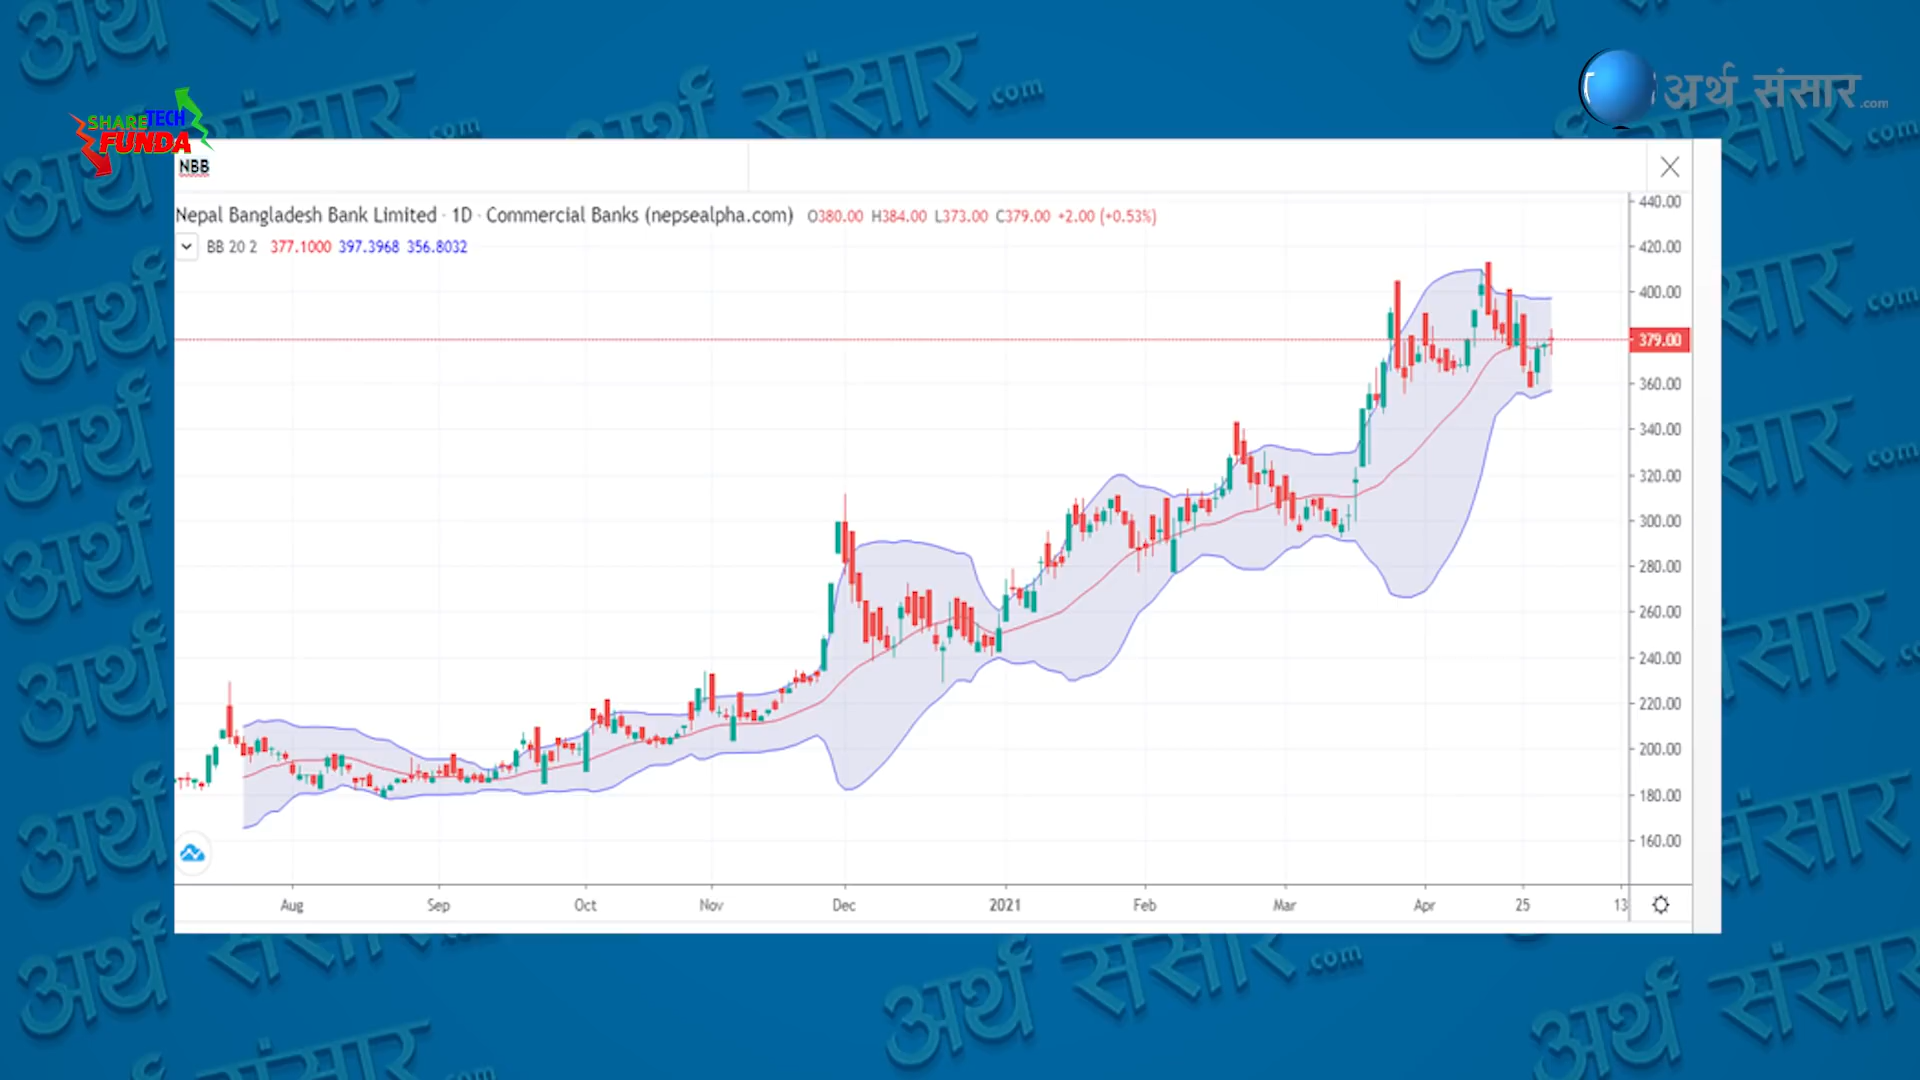 अर्थ संसार.com
SHARETECH
FUNDA
NBB
Nepal Bangladesh Bank Limited · 1D · Commercial Banks (nepsealpha.com) O380.00 H384.00 L373.00 C379.00 +2.00 (+0.53%)
BB 20 2 377.1000 397.3968 356.8032
440.00
420.00
400.00
379.00
360.00
340.00
320.00
300.00
280.00
260.00
240.00
220.00
200.00
180.00
160.00
Aug Sep Oct Nov Dec 2021 Feb Mar Apr 25 13